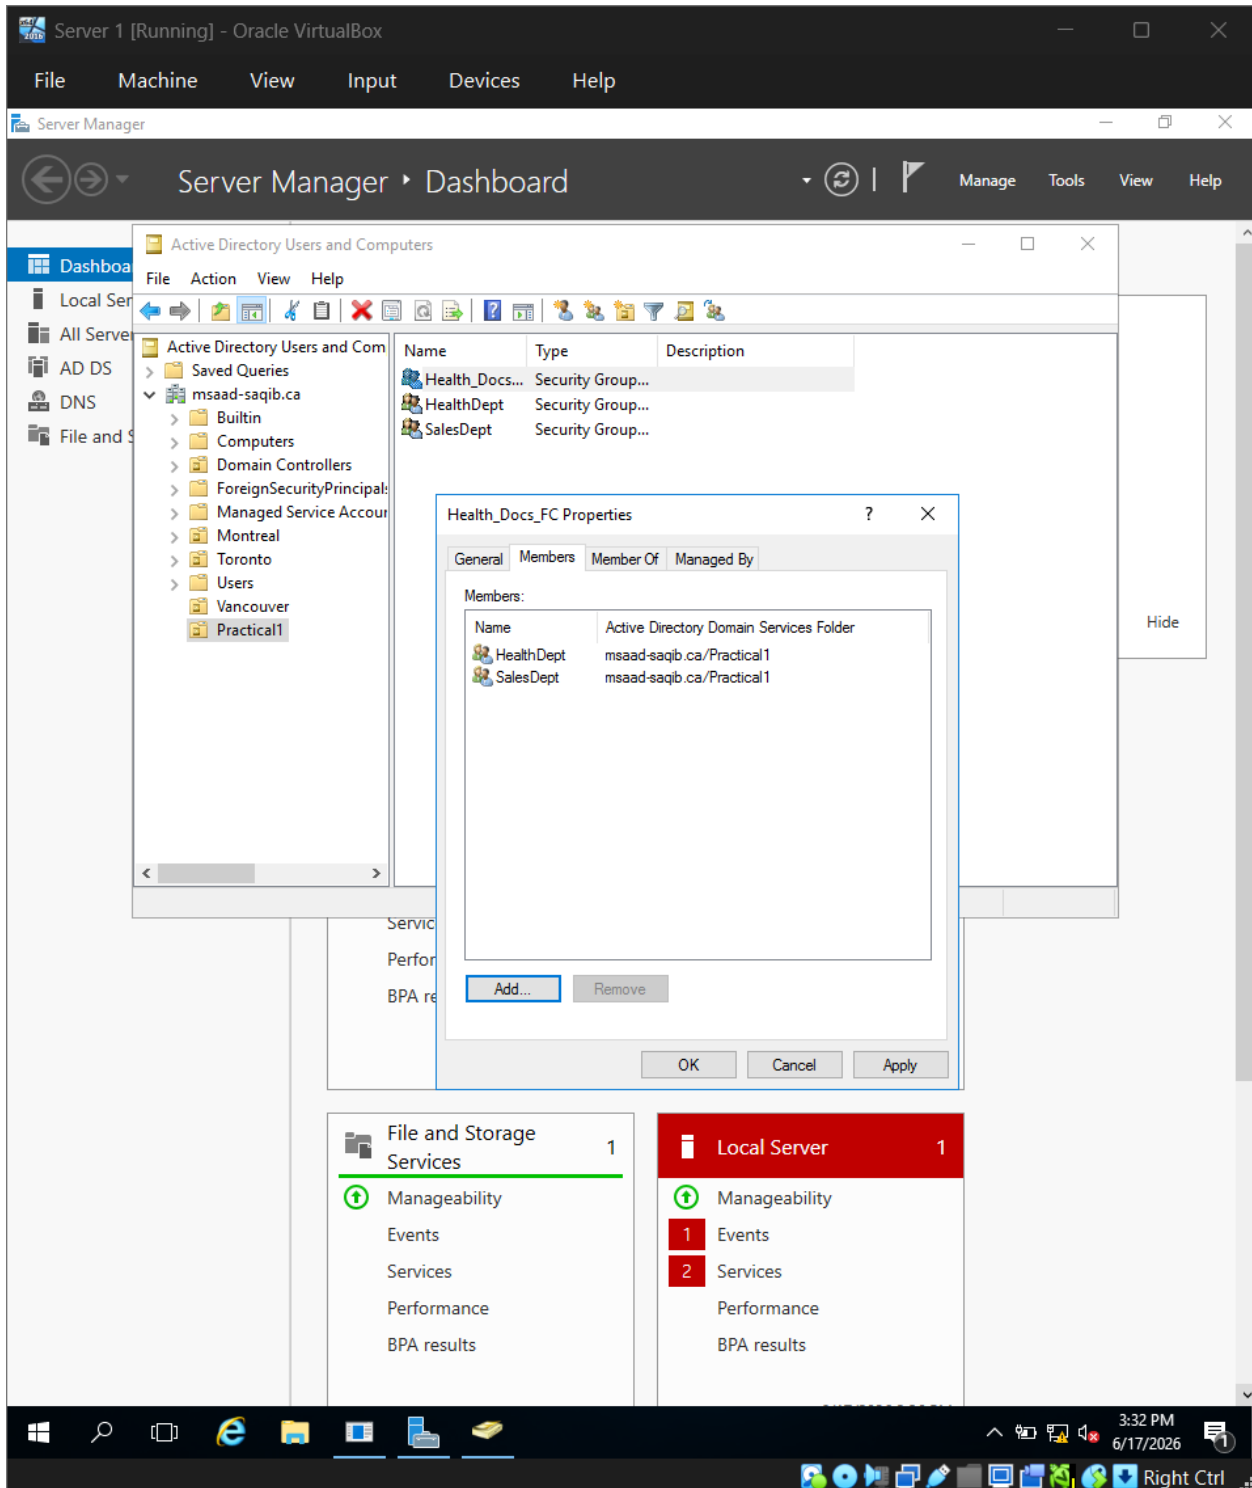 Server 1 [Running] - Oracle VirtualBox
File Machine View Input Devices Help
Server Manager
Server Manager • Dashboard
Manage Tools View Help
Dashboa
Local Ser
All Server
AD DS
DNS
File and S
Active Directory Users and Computers
File Action View Help
Active Directory Users and Com
Saved Queries
msaad-saqib.ca
Builtin
Computers
Domain Controllers
ForeignSecurityPrincipals
Managed Service Accour
Montreal
Toronto
Users
Vancouver
Practical1
Name Type Description
Health_Docs... Security Group...
HealthDept Security Group...
SalesDept Security Group...
Health_Docs_FC Properties
General Members Member Of Managed By
Members:
Name Active Directory Domain Services Folder
HealthDept msaad-saqib.ca/Practical1
SalesDept msaad-saqib.ca/Practical1
Add... Remove
OK Cancel Apply
Hide
Servic
Perfor
BPA re
File and Storage Services 1
Manageability
Events
Services
Performance
BPA results
Local Server 1
Manageability
1 Events
2 Services
Performance
BPA results
3:32 PM
6/17/2026
1
Right Ctrl